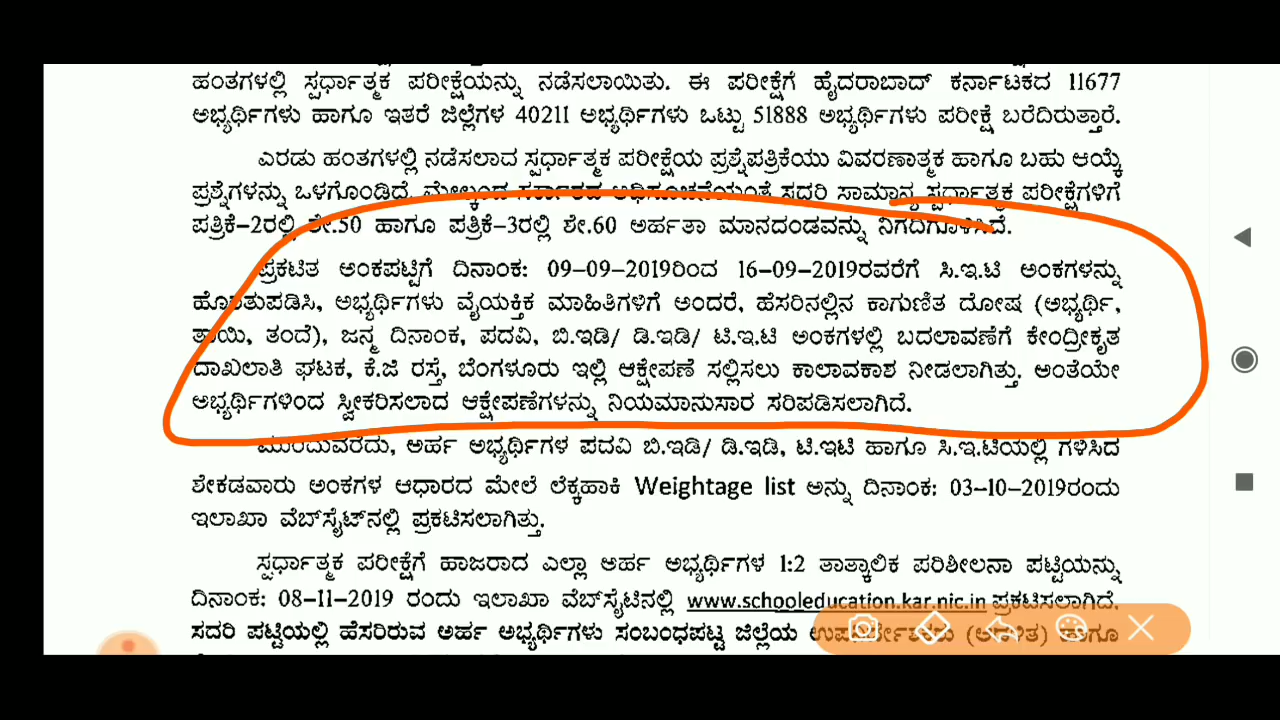 ಹಂತಗಳಲ್ಲಿ ಸ್ಪರ್ಧಾತ್ಮಕ ಪರೀಕ್ಷೆಯನ್ನು ನಡೆಸಲಾಯಿತು. ಈ ಪರೀಕ್ಷೆಗೆ ಹೈದರಾಬಾದ್ ಕರ್ನಾಟಕದ 11677
ಅಭ್ಯರ್ಥಿಗಳು ಹಾಗೂ ಇತರೆ ಜಿಲ್ಲೆಗಳ 40211 ಅಭ್ಯರ್ಥಿಗಳು ಒಟ್ಟು 51888 ಅಭ್ಯರ್ಥಿಗಳು ಪರೀಕ್ಷೆ ಬರೆದಿರುತ್ತಾರೆ.
ಎರಡು ಹಂತಗಳಲ್ಲಿ ನಡೆಸಲಾದ ಸ್ಪರ್ಧಾತ್ಮಕ ಪರೀಕ್ಷೆಯ ಪ್ರಶ್ನೆಪತ್ರಿಕೆಯು ವಿವರಣಾತ್ಮಕ ಹಾಗೂ ಬಹು ಆಯ್ಕೆ
ಪ್ರಶ್ನೆಗಳನ್ನು ಒಳಗೊಂಡಿದೆ. ಮೇಲ್ಕಂಡ ಸರ್ಕಾರದ ಅಧಿಸೂಚನೆಯಂತೆ ಸದರಿ ಸಾಮಾನ್ಯ ಸ್ಪರ್ಧಾತ್ಮಕ ಪರೀಕ್ಷೆಗಳಿಗೆ
ಪತ್ರಿಕೆ-2ರಲ್ಲಿ ಶೇ.50 ಹಾಗೂ ಪತ್ರಿಕೆ-3ರಲ್ಲಿ ಶೇ.60 ಅರ್ಹತಾ ಮಾನದಂಡವನ್ನು ನಿಗದಿಗೊಳಿಸಿದೆ.
ಪ್ರಕಟಿತ ಅಂಕಪಟ್ಟಿಗೆ ದಿನಾಂಕ: 09-09-2019ರಿಂದ 16-09-2019ರವರೆಗೆ ಸಿ.ಇ.ಟಿ ಅಂಕಗಳನ್ನು
ಹೊರತುಪಡಿಸಿ, ಅಭ್ಯರ್ಥಿಗಳು ವೈಯಕ್ತಿಕ ಮಾಹಿತಿಗಳಿಗೆ ಅಂದರೆ, ಹೆಸರಿನಲ್ಲಿನ ಕಾಗುಣಿತ ದೋಷ (ಅಭ್ಯರ್ಥಿ,
ತಾಯಿ, ತಂದೆ), ಜನ್ಮ ದಿನಾಂಕ, ಪದವಿ, ಬಿ.ಇಡಿ/ ಡಿ.ಇಡಿ/ ಟಿ.ಇ.ಟಿ ಅಂಕಗಳಲ್ಲಿ ಬದಲಾವಣೆಗೆ ಕೇಂದ್ರೀಕೃತ
ದಾಖಲಾತಿ ಘಟಕ, ಕೆ.ಜಿ ರಸ್ತೆ, ಬೆಂಗಳೂರು ಇಲ್ಲಿ ಆಕ್ಷೇಪಣೆ ಸಲ್ಲಿಸಲು ಕಾಲಾವಕಾಶ ನೀಡಲಾಗಿತ್ತು. ಅಂತೆಯೇ
ಅಭ್ಯರ್ಥಿಗಳಿಂದ ಸ್ವೀಕರಿಸಲಾದ ಆಕ್ಷೇಪಣೆಗಳನ್ನು ನಿಯಮಾನುಸಾರ ಸರಿಪಡಿಸಲಾಗಿದೆ.
ಮುಂದುವರೆದು, ಅರ್ಹ ಅಭ್ಯರ್ಥಿಗಳ ಪದವಿ ಬಿ.ಇಡಿ/ ಡಿ.ಇಡಿ, ಟಿ.ಇಟಿ ಹಾಗೂ ಸಿ.ಇ.ಟಿಯಲ್ಲಿ ಗಳಿಸಿದ
ಶೇಕಡವಾರು ಅಂಕಗಳ ಆಧಾರದ ಮೇಲೆ ಲೆಕ್ಕಹಾಕಿ Weightage list ಅನ್ನು ದಿನಾಂಕ: 03-10-2019ರಂದು
ಇಲಾಖಾ ವೆಬ್‌ಸೈಟ್‌ನಲ್ಲಿ ಪ್ರಕಟಿಸಲಾಗಿತ್ತು.
ಸ್ಪರ್ಧಾತ್ಮಕ ಪರೀಕ್ಷೆಗೆ ಹಾಜರಾದ ಎಲ್ಲಾ ಅರ್ಹ ಅಭ್ಯರ್ಥಿಗಳ 1:2 ತಾತ್ಕಾಲಿಕ ಪರಿಶೀಲನಾ ಪಟ್ಟಿಯನ್ನು
ದಿನಾಂಕ: 08-11-2019 ರಂದು ಇಲಾಖಾ ವೆಬ್‌ಸೈಟಿನಲ್ಲಿ www.schooleducation.kar.nic.in ಪ್ರಕಟಿಸಲಾಗಿದೆ.
ಸದರಿ ಪಟ್ಟಿಯಲ್ಲಿ ಹೆಸರಿರುವ ಅರ್ಹ ಅಭ್ಯರ್ಥಿಗಳು ಸಂಬಂಧಪಟ್ಟ ಜಿಲ್ಲೆಯ ಹಾಗೂ